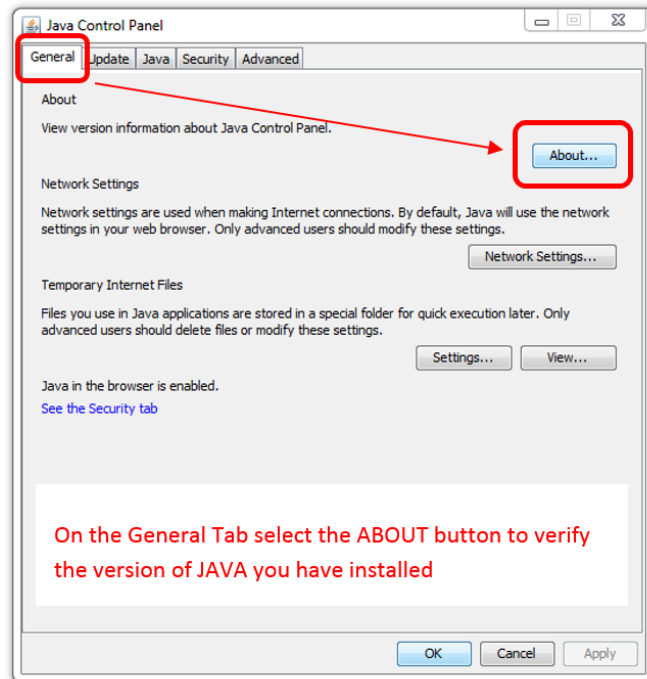 Java Control Panel
General Update Java Security Advanced
About
View version information about Java Control Panel.
About...
Network Settings
Network settings are used when making Internet connections. By default, Java will use the network
settings in your web browser. Only advanced users should modify these settings.
Network Settings...
Temporary Internet Files
Files you use in Java applications are stored in a special folder for quick execution later. Only
advanced users should delete files or modify these settings.
Settings... View...
Java in the browser is enabled.
See the Security tab
On the General Tab select the ABOUT button to verify
the version of JAVA you have installed
OK Cancel Apply